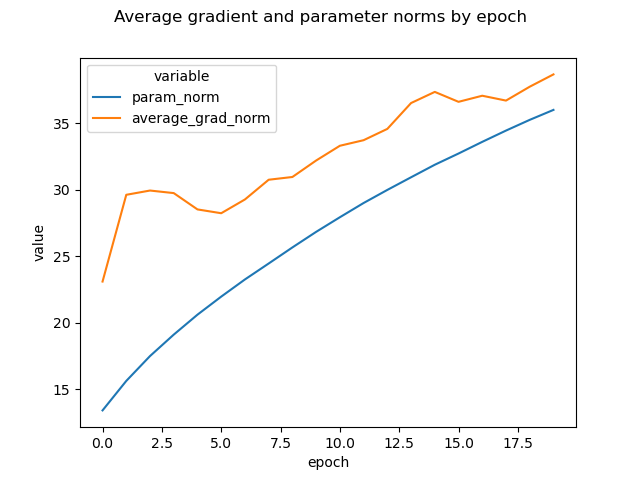 Average gradient and parameter norms by epoch
variable
param_norm
average_grad_norm
35
30
25
20
15
value
0.0 2.5 5.0 7.5 10.0 12.5 15.0 17.5
epoch